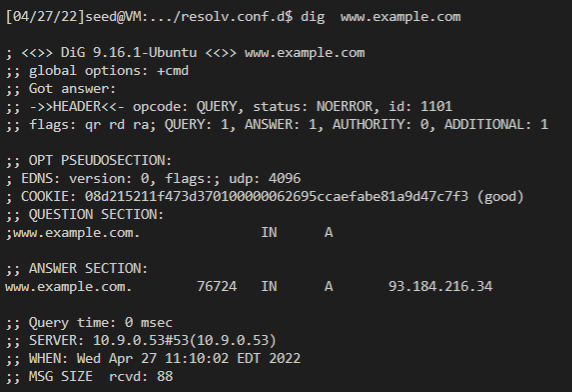 [04/27/22]seed@VM:.../resolv.conf.d$ dig  www.example.com

; <<>> DiG 9.16.1-Ubuntu <<>> www.example.com
;; global options: +cmd
;; Got answer:
;; ->>HEADER<<- opcode: QUERY, status: NOERROR, id: 1101
;; flags: qr rd ra; QUERY: 1, ANSWER: 1, AUTHORITY: 0, ADDITIONAL: 1

;; OPT PSEUDOSECTION:
; EDNS: version: 0, flags:; udp: 4096
; COOKIE: 08d215211f473d370100000062695ccaefabe81a9d47c7f3 (good)
;; QUESTION SECTION:
;www.example.com.               IN      A

;; ANSWER SECTION:
www.example.com.        76724   IN      A       93.184.216.34

;; Query time: 0 msec
;; SERVER: 10.9.0.53#53(10.9.0.53)
;; WHEN: Wed Apr 27 11:10:02 EDT 2022
;; MSG SIZE  rcvd: 88